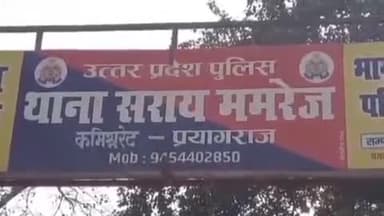 उत्तर प्रदेश पुलिस
थाना सराय ममरेज
कमिश्नरेट - प्रयागराज
Mob : 9454402850